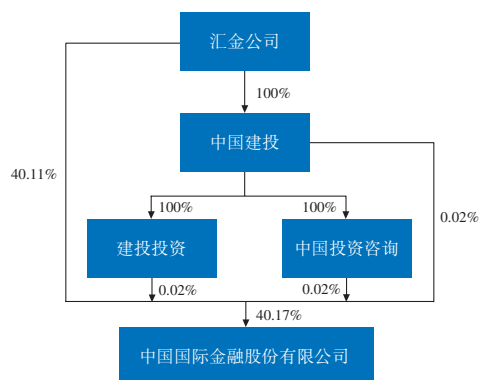 汇金公司
100%
中国建投
40.11%
100%
100%
0.02%
建投投资
中国投资咨询
0.02%
0.02%
40.17%
中国国际金融股份有限公司